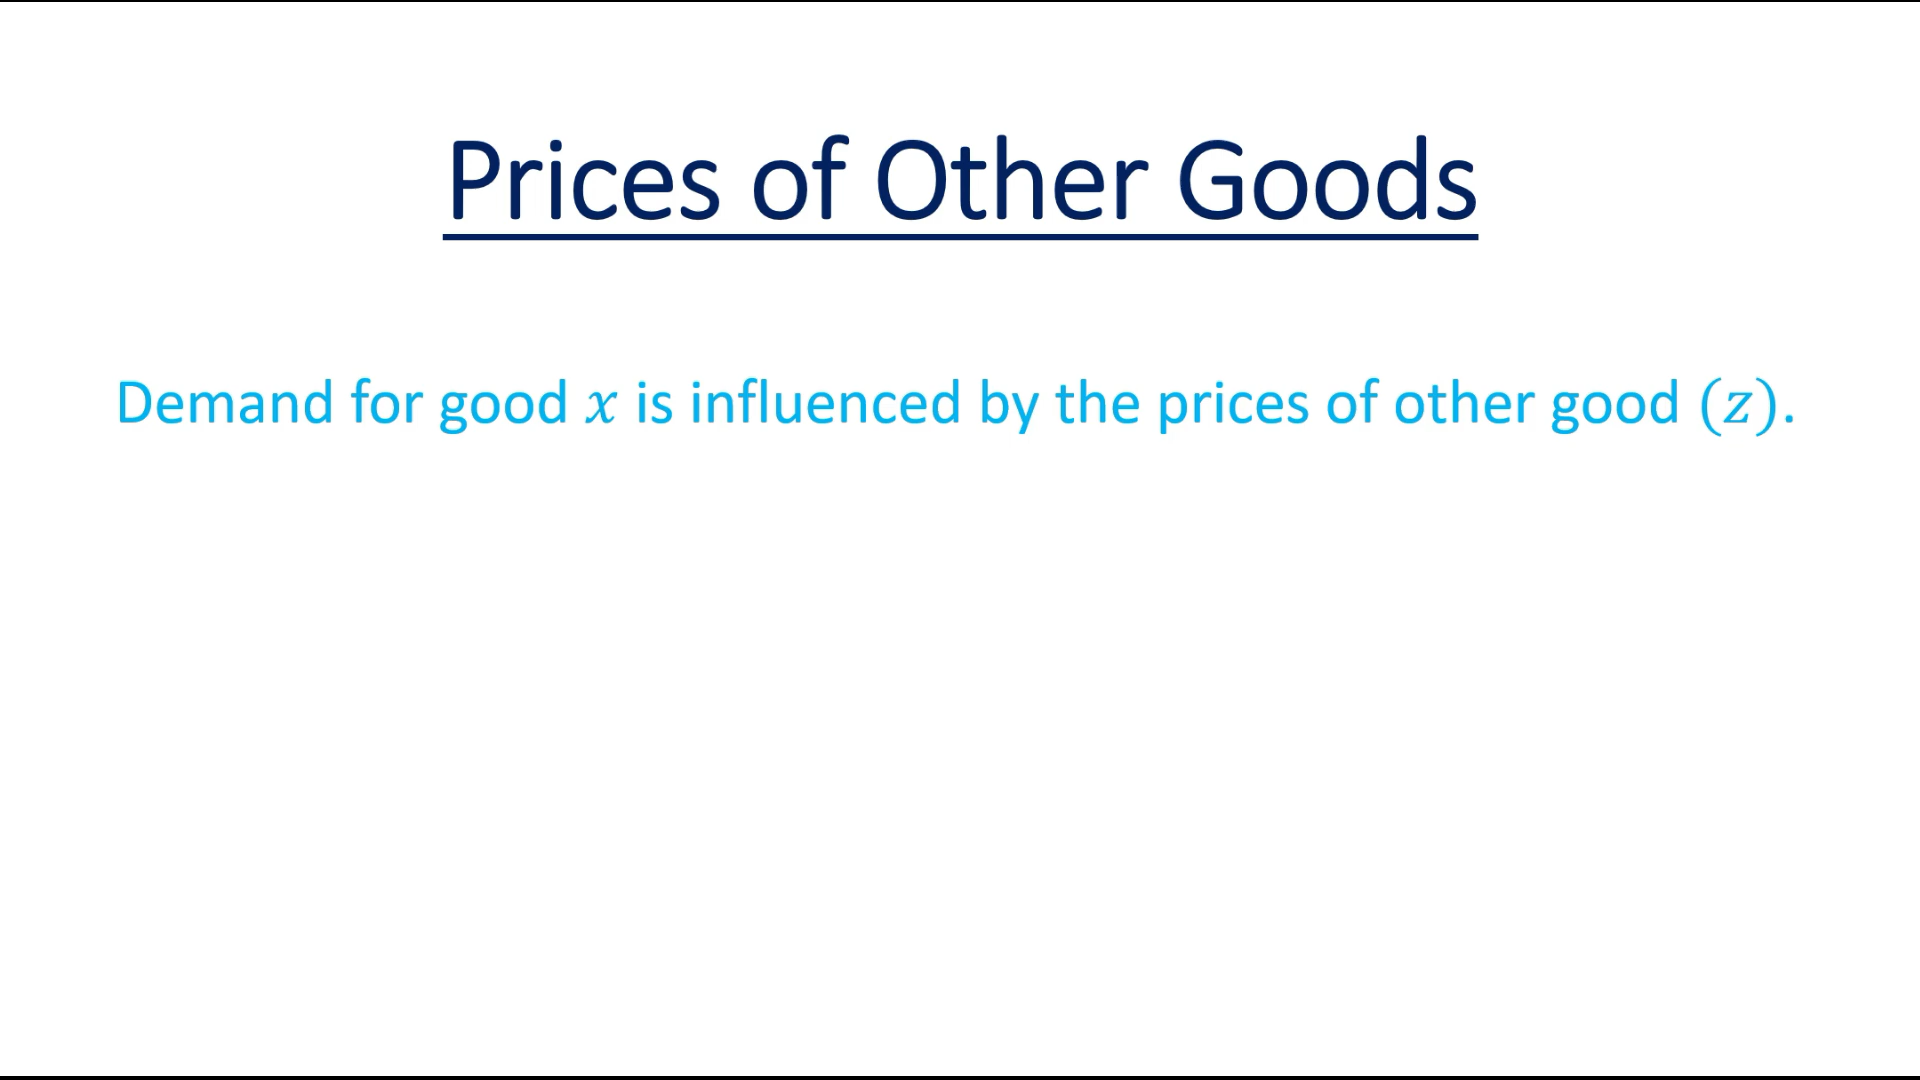 Prices of Other Goods
Demand for good x is influenced by the prices of other good (z).